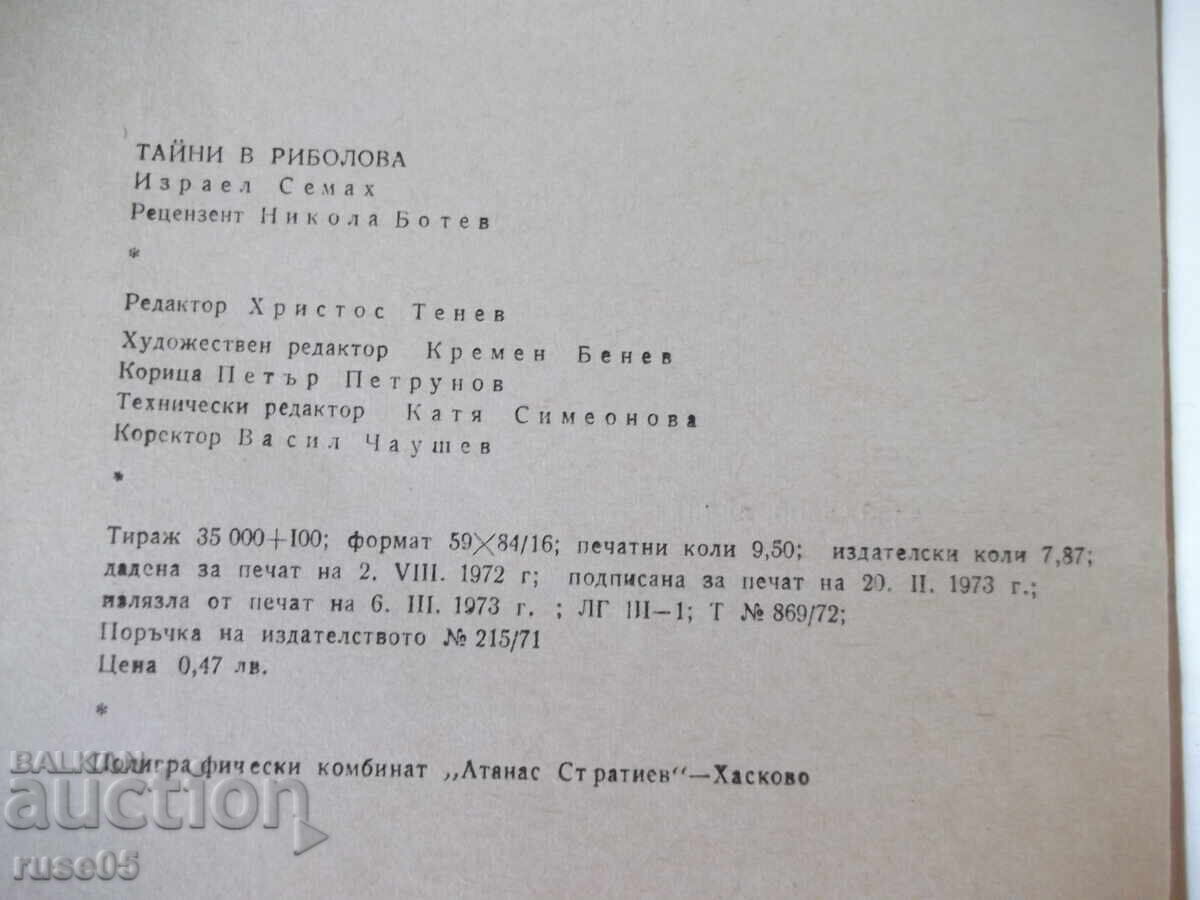 ТАЙНИ В РИБОЛОВА
Израел Семах
Рецензент Никола Ботев
*
Редактор Христос Тенев
Художествен редактор Кремен Бенев
Корица Петър Петрунов
Технически редактор Катя Симеонова
Коректор Васил Чаушев
*
Тираж 35 000+100; формат 59×84/16; печатни коли 9,50; издателски коли 7,87;
дадена за печат на 2. VIII. 1972 г; подписана за печат на 20. II. 1973 г.;
излязла от печат на 6. III. 1973 г. ; ЛГ III—1; Т № 869/72;
Поръчка на издателството № 215/71
Цена 0,47 лв.
*
Полиграфически комбинат „Атанас Стратиев“—Хасково
BALKAN
auction
ruse05